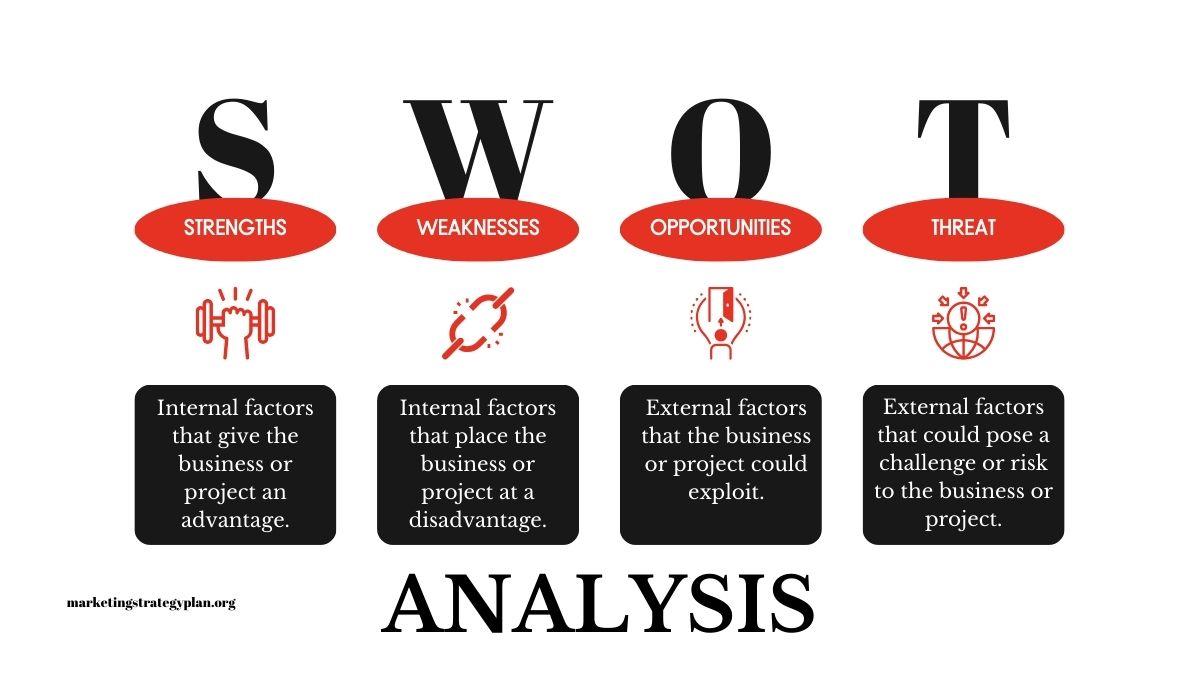 S W O T
STRENGTHS
WEAKNESSES
OPPORTUNITIES
THREAT
Internal factors
that give the
business or
project an
advantage.
Internal factors
that place the
business or
project at a
disadvantage.
External factors
that the business
or project could
exploit.
External factors
that could pose a
challenge or risk
to the business or
project.
ANALYSIS
marketingstrategyplan.org